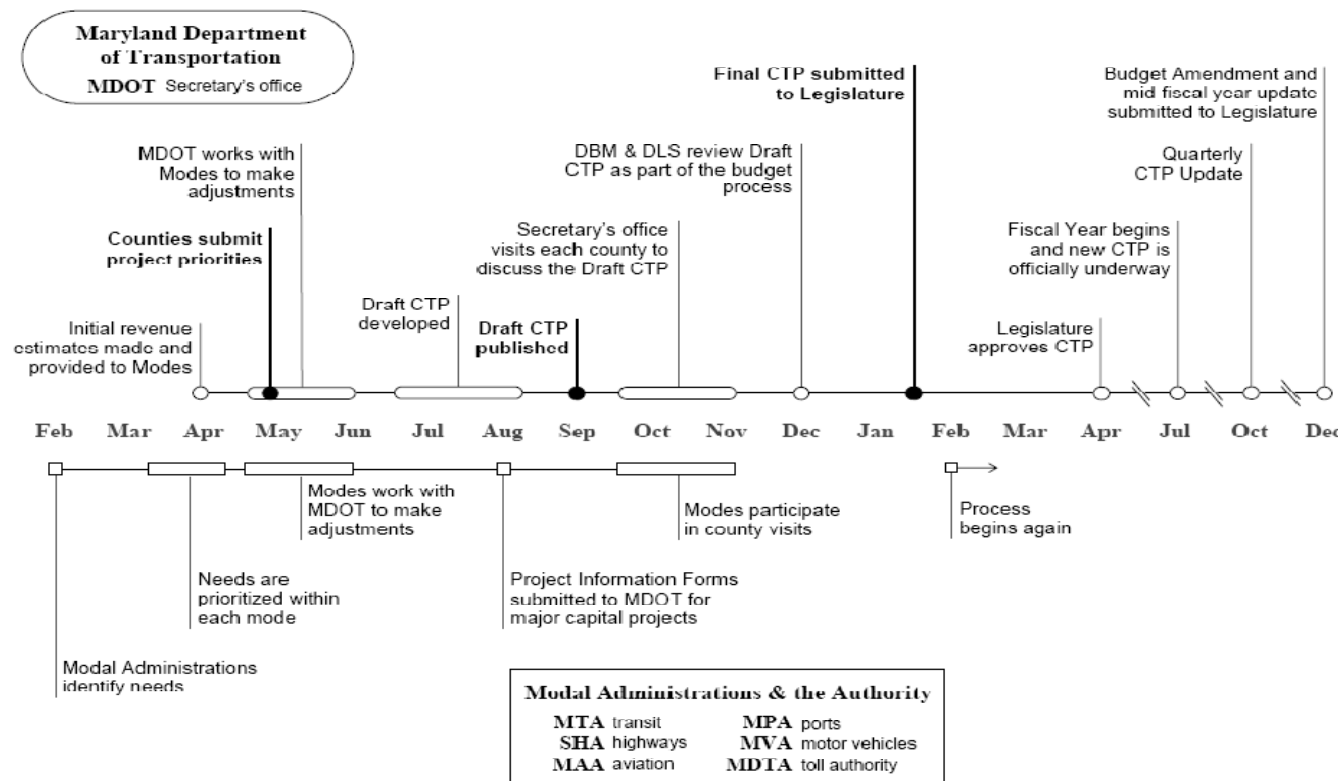 Maryland Department
of Transportation
MDOT Secretary's office
MDOT works with
Modes to make
adjustments
Counties submit
project priorities
Initial revenue
estimates made and
provided to Modes
Draft CTP
developed
Draft CTP
published
Secretary's office
visits each county to
discuss the Draft CTP
DBM & DLS review Draft
CTP as part of the budget
process
Final CTP submitted
to Legislature
Legislature
approves CTP
Fiscal Year begins
and new CTP is
officially underway
Quarterly
CTP Update
Budget Amendment and
mid fiscal year update
submitted to Legislature
Feb Mar Apr May Jun Jul Aug Sep Oct Nov Dec Jan Feb Mar Apr Jul Oct Dec
Modal Administrations
identify needs
Needs are
prioritized within
each mode
Modes work with
MDOT to make
adjustments
Project Information Forms
submitted to MDOT for
major capital projects
Modes participate
in county visits
Process
begins again
Modal Administrations & the Authority
MTA transit MPA ports
SHA highways MVA motor vehicles
MAA aviation MDTA toll authority